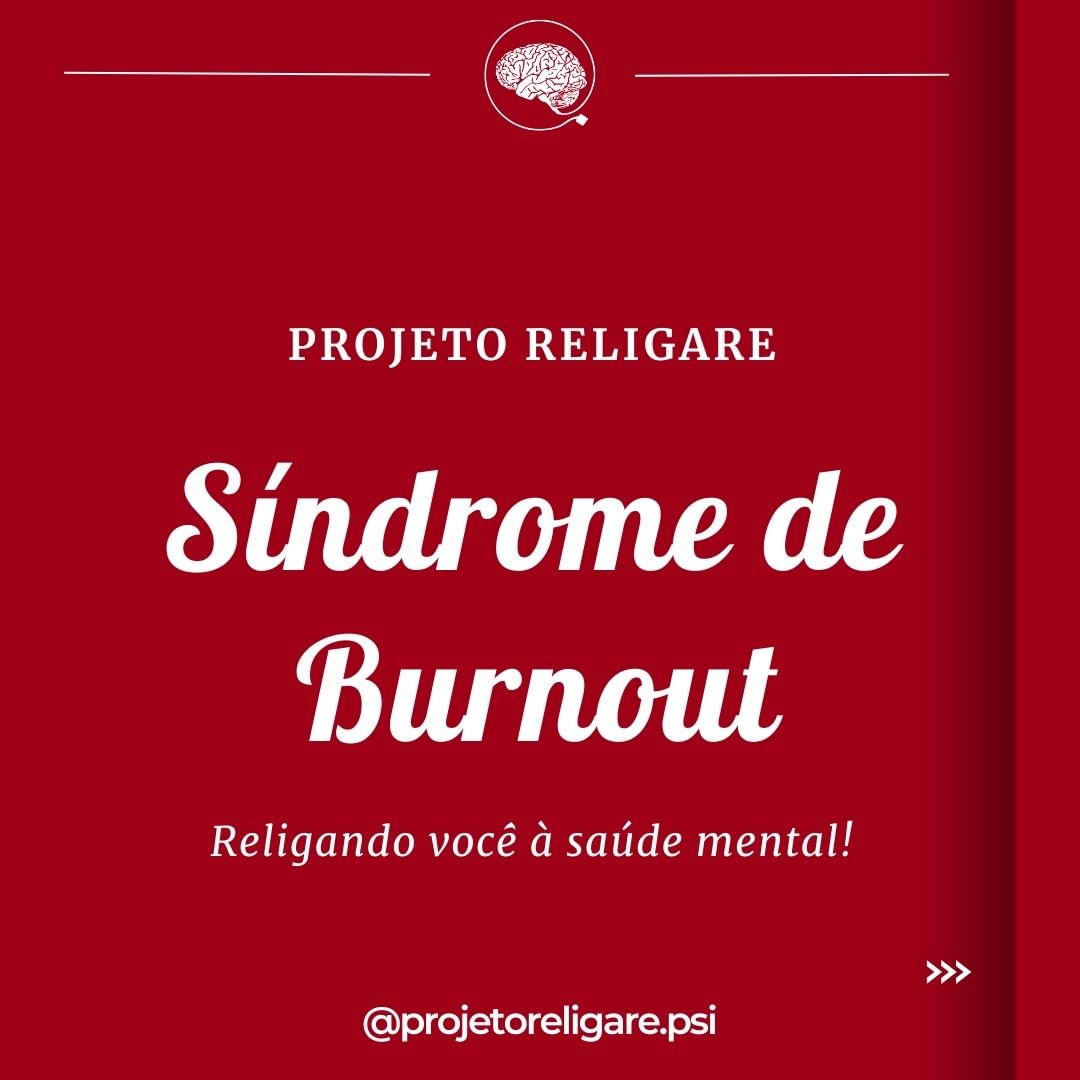 PROJETO RELIGARE
Síndrome de
Burnout
Religando você à saúde mental!
>>>
@projetoreligare.psi